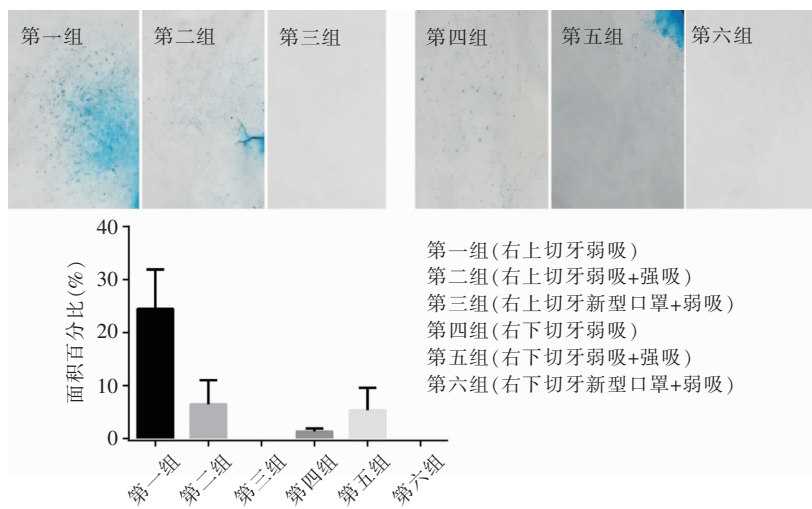 第一组 第二组 第三组 第四组 第五组 第六组
第一组(右上切牙弱吸)
第二组(右上切牙弱吸+强吸)
第三组(右上切牙新型口罩+弱吸)
第四组(右下切牙弱吸)
第五组(右下切牙弱吸+强吸)
第六组(右下切牙新型口罩+弱吸)
面积百分比(%)
40
30
20
10
0
第一组 第二组 第三组 第四组 第五组 第六组